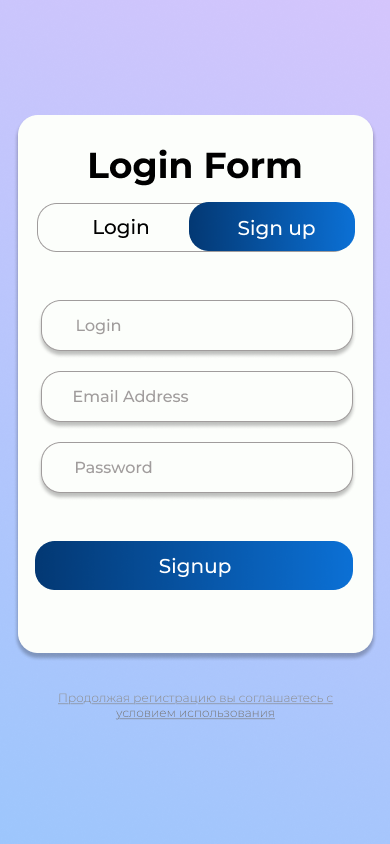 Login Form
Login
Sign up
Login
Email Address
Password
Signup
Продолжая регистрацию вы соглашаетесь с
условием использования